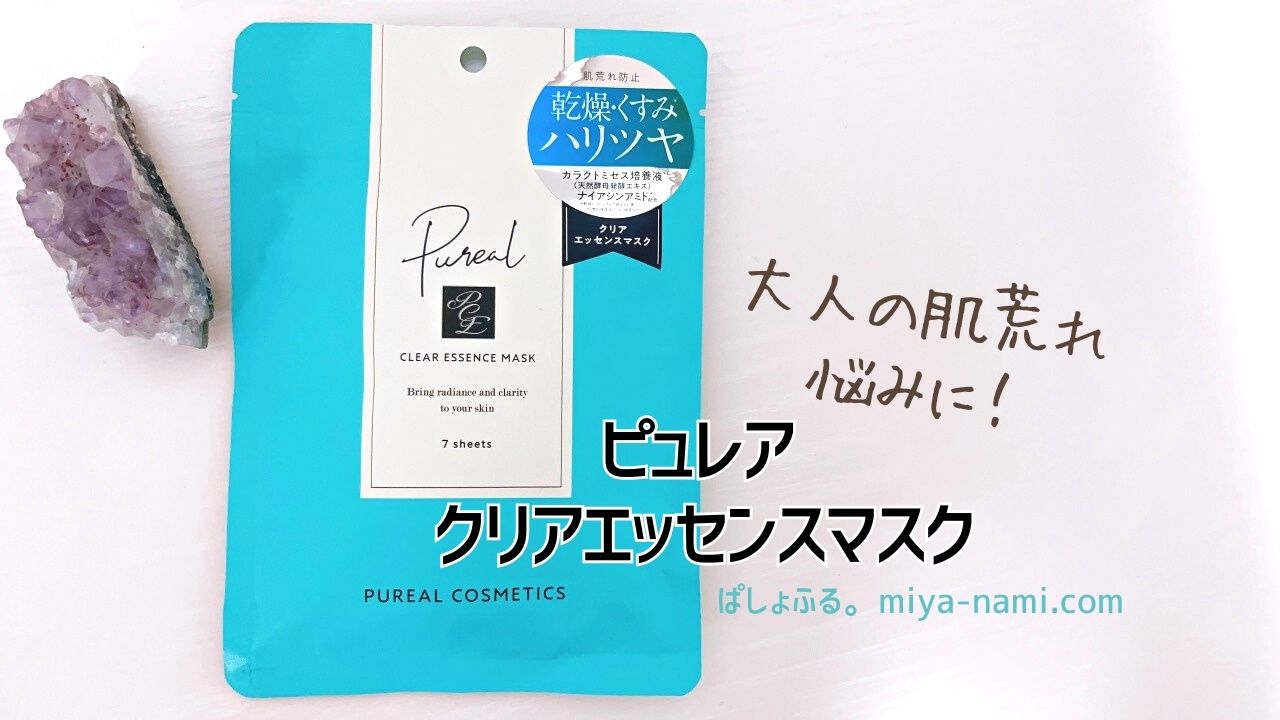 肌荒れ防止
乾燥・くすみ
ハリツヤ
ガラクトミセス培養液
(天然酵母発酵エキス)
ナイアシンアミド配合
クリア
エッセンスマスク
Pureal
PCE
CLEAR ESSENCE MASK
Bring radiance and clarity
to your skin
7 sheets
大人の肌荒れ
悩みに!
ピュレア
クリアエッセンスマスク
PUREAL COSMETICS
ぱしょふる。miya-nami.com